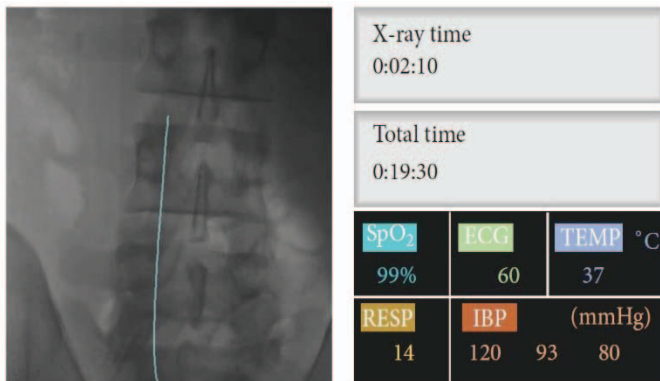 X-ray time
0:02:10
Total time
0:19:30
SpO₂ ECG TEMP °C
99% 60 37
RESP IBP (mmHg)
14 120 93 80